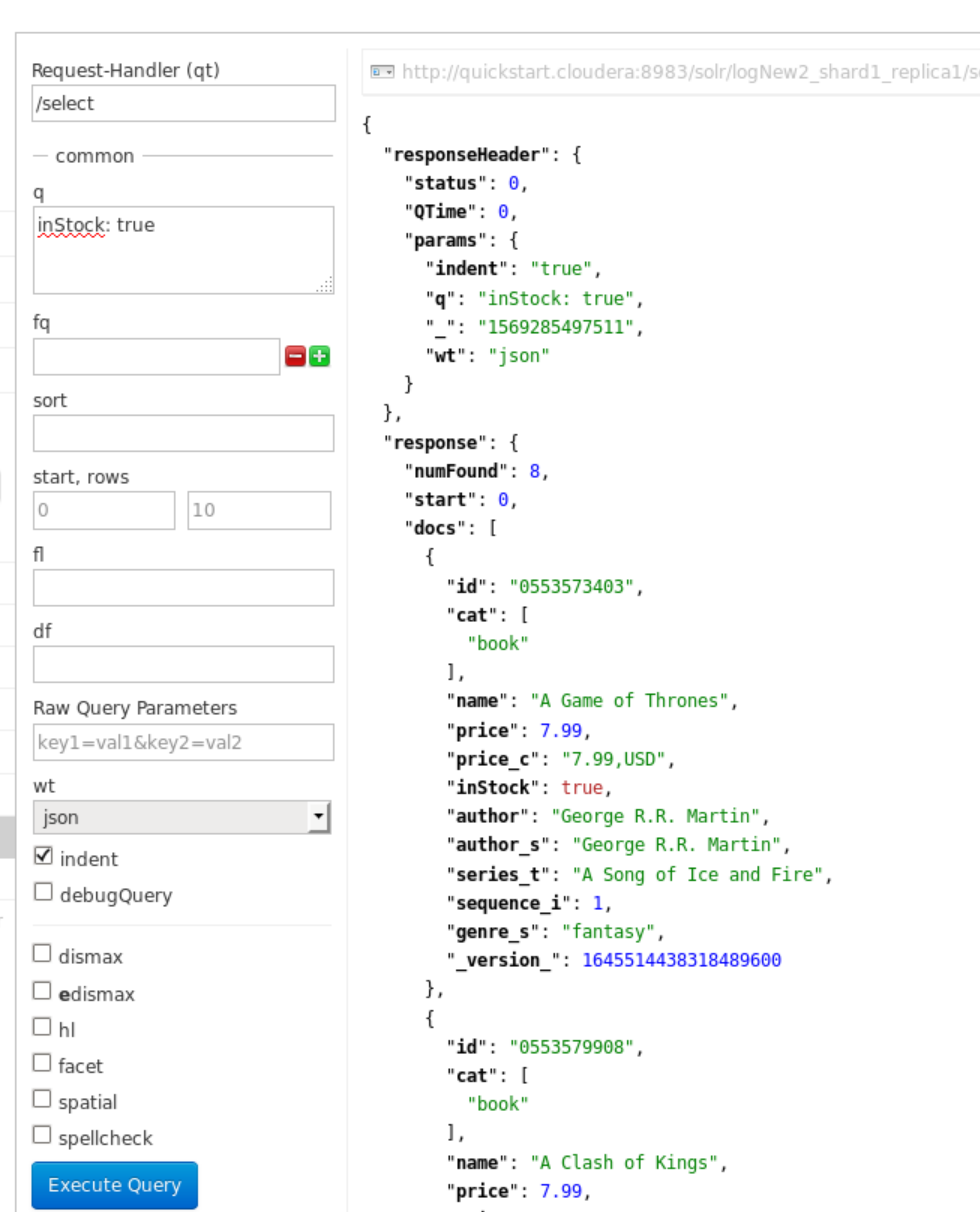 Request-Handler (qt)
/select
common
q
inStock: true
fq
sort
start, rows
0
10
fl
df
Raw Query Parameters
key1=val1&key2=val2
wt
json
indent
debugQuery
dismax
edismax
hl
facet
spatial
spellcheck
Execute Query
http://quickstart.cloudera:8983/solr/logNew2_shard1_replica1/s
{
"responseHeader": {
"status": 0,
"QTime": 0,
"params": {
"indent": "true",
"q": "inStock: true",
"_": "1569285497511",
"wt": "json"
}
},
"response": {
"numFound": 8,
"start": 0,
"docs": [
{
"id": "0553573403",
"cat": [
"book"
],
"name": "A Game of Thrones",
"price": 7.99,
"price_c": "7.99,USD",
"inStock": true,
"author": "George R.R. Martin",
"author_s": "George R.R. Martin",
"series_t": "A Song of Ice and Fire",
"sequence_i": 1,
"genre_s": "fantasy",
"_version_": 1645514438318489600
},
{
"id": "0553579908",
"cat": [
"book"
],
"name": "A Clash of Kings",
"price": 7.99,